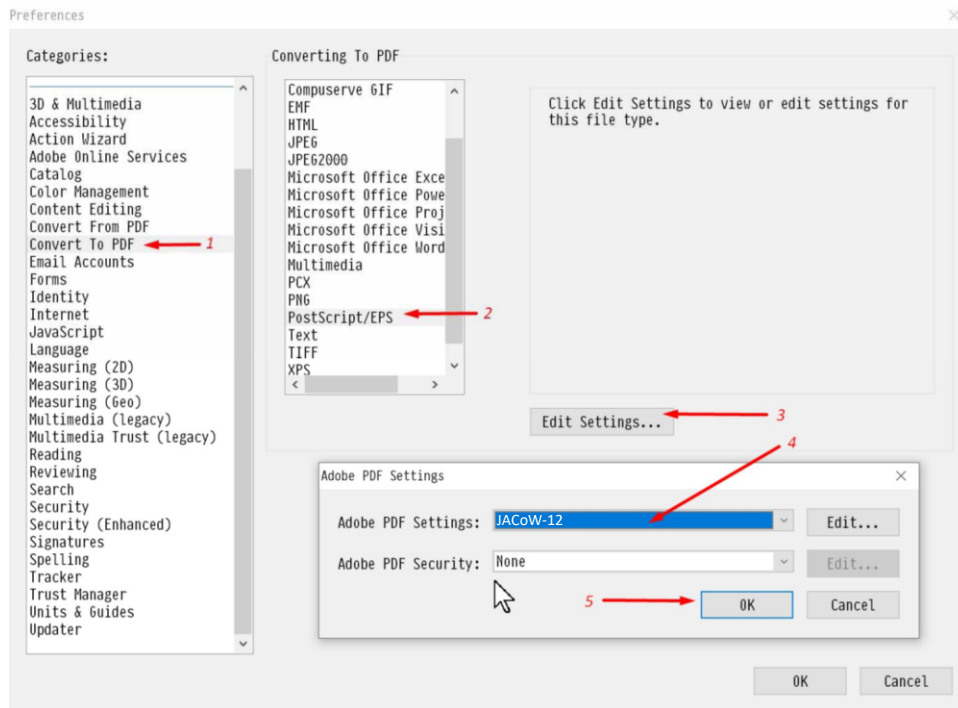 Preferences
Categories:
3D & Multimedia
Accessibility
Action Wizard
Adobe Online Services
Catalog
Color Management
Content Editing
Convert From PDF
Convert To PDF
1
Email Accounts
Forms
Identity
Internet
JavaScript
Language
Measuring (2D)
Measuring (3D)
Measuring (Geo)
Multimedia (legacy)
Multimedia Trust (legacy)
Reading
Reviewing
Search
Security
Security (Enhanced)
Signatures
Spelling
Tracker
Trust Manager
Units & Guides
Updater
Converting To PDF
Compuserve GIF
EMF
HTML
JPEG
JPEG2000
Microsoft Office Exce
Microsoft Office Powe
Microsoft Office Proj
Microsoft Office Visi
Microsoft Office Word
Multimedia
PCX
PNG
PostScript/EPS
2
Text
TIFF
XPS
Click Edit Settings to view or edit settings for
this file type.
Edit Settings...
3
4
Adobe PDF Settings
Adobe PDF Settings: JACoW-12 Edit...
Adobe PDF Security: None Edit...
5
OK Cancel
OK Cancel